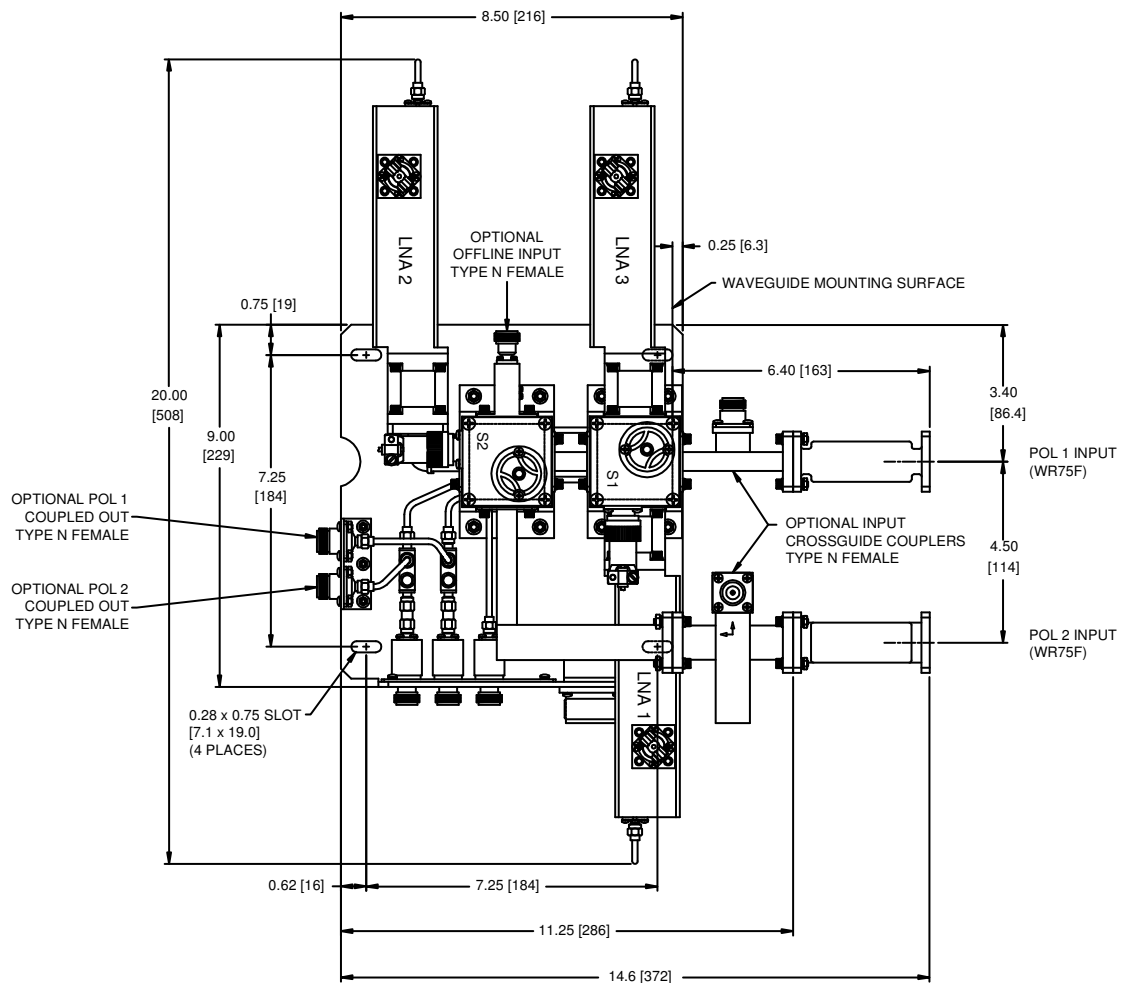 8.50 [216]
LNA 2
OPTIONAL
OFFLINE INPUT
TYPE N FEMALE
LNA 3
0.25 [6.3]
WAVEGUIDE MOUNTING SURFACE
0.75 [19]
6.40 [163]
3.40
[86.4]
20.00
[508]
9.00
[229]
7.25
[184]
S2
S1
POL 1 INPUT
(WR75F)
OPTIONAL POL 1
COUPLED OUT
TYPE N FEMALE
OPTIONAL INPUT
CROSSGUIDE COUPLERS
TYPE N FEMALE
4.50
[114]
OPTIONAL POL 2
COUPLED OUT
TYPE N FEMALE
POL 2 INPUT
(WR75F)
LNA 1
0.28 x 0.75 SLOT
[7.1 x 19.0]
(4 PLACES)
0.62 [16]
7.25 [184]
11.25 [286]
14.6 [372]